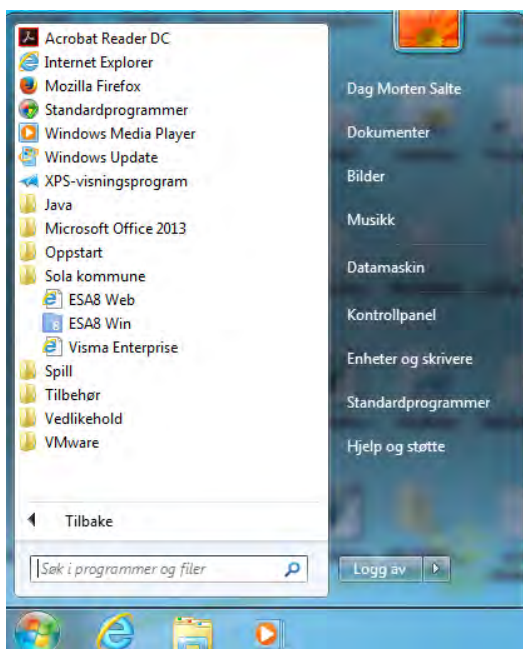 Acrobat Reader DC
Internet Explorer
Mozilla Firefox
Standardprogrammer
Windows Media Player
Windows Update
XPS-visningsprogram
Java
Microsoft Office 2013
Oppstart
Sola kommune
ESA8 Web
ESA8 Win
Visma Enterprise
Spill
Tilbehør
Vedlikehold
VMware
Tilbake
Søk i programmer og filer
Dag Morten Salte
Dokumenter
Bilder
Musikk
Datamaskin
Kontrollpanel
Enheter og skrivere
Standardprogrammer
Hjelp og støtte
Logg av